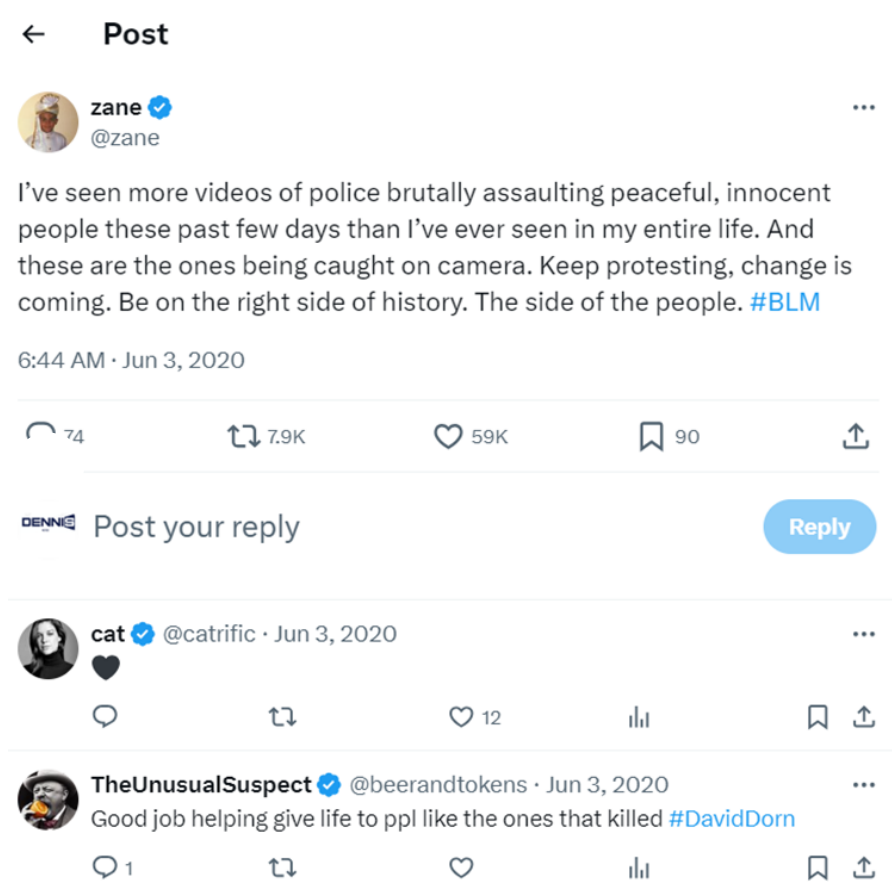 Post
zane
@zane
I’ve seen more videos of police brutally assaulting peaceful, innocent
people these past few days than I’ve ever seen in my entire life. And
these are the ones being caught on camera. Keep protesting, change is
coming. Be on the right side of history. The side of the people. #BLM
6:44 AM · Jun 3, 2020
74 7.9K 59K 90
DENNIS Post your reply Reply
cat @catrific · Jun 3, 2020
12
TheUnusualSuspect @beerandtokens · Jun 3, 2020
Good job helping give life to ppl like the ones that killed #DavidDorn
1